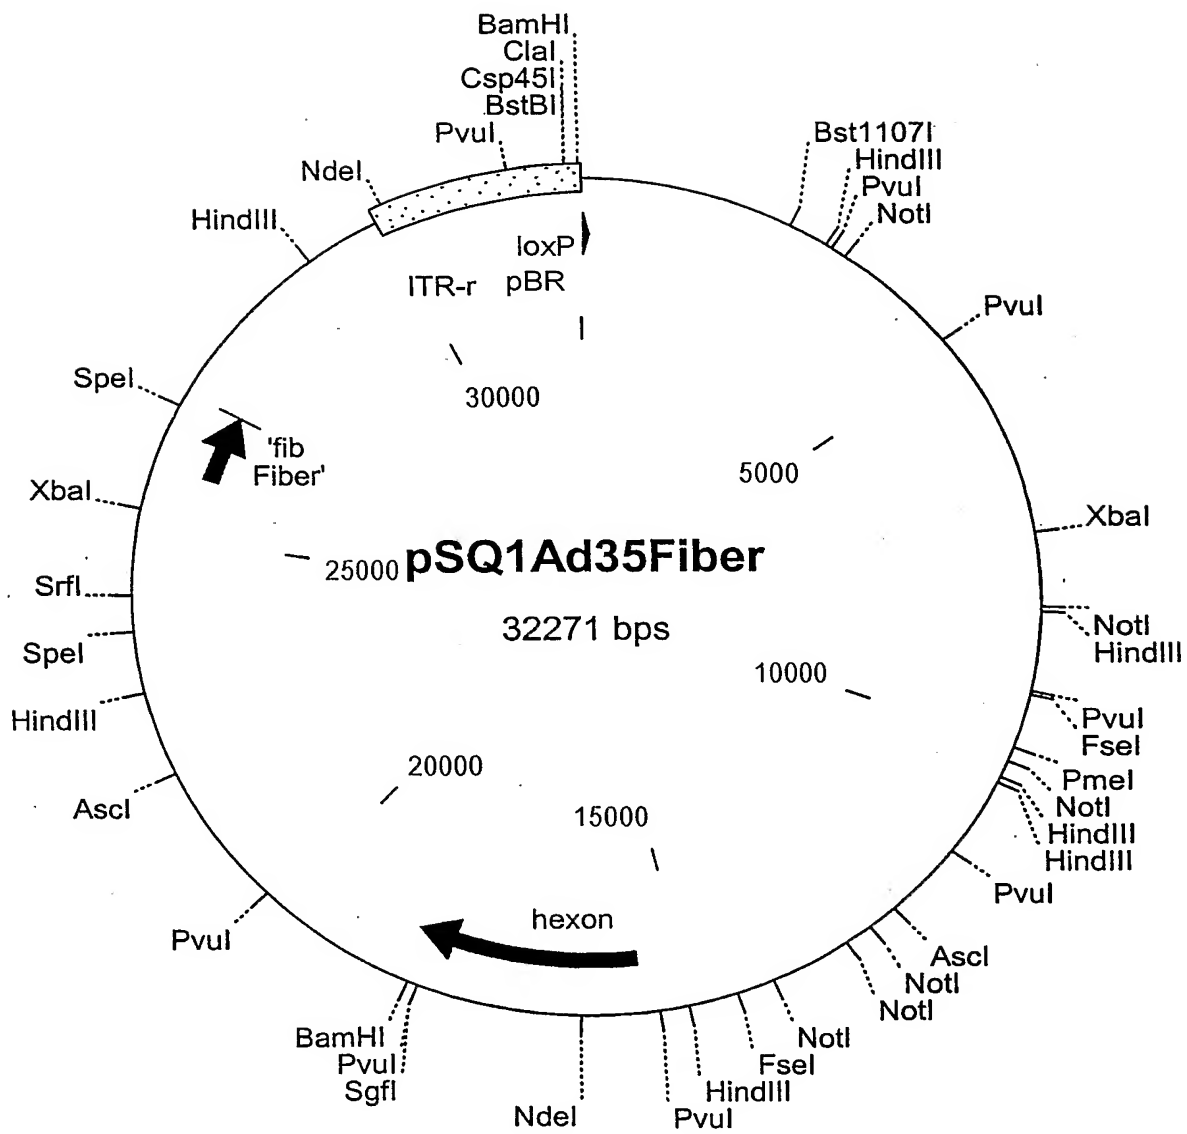 BamHI
ClaI
Csp45I
BstBI
PvuI
NdeI
HindIII
Bst1107I
HindIII
PvuI
NotI
loxP
ITR-r pBR
PvuI
SpeI
30000
'fib
Fiber'
5000
XbaI
XbaI
25000
pSQ1Ad35Fiber
SrfI
32271 bps
NotI
SpeI
HindIII
10000
HindIII
PvuI
FseI
20000
PmeI
AscI
NotI
15000
HindIII
HindIII
PvuI
hexon
PvuI
AscI
NotI
NotI
BamHI
NotI
PvuI
FseI
SgfI
HindIII
NdeI
PvuI